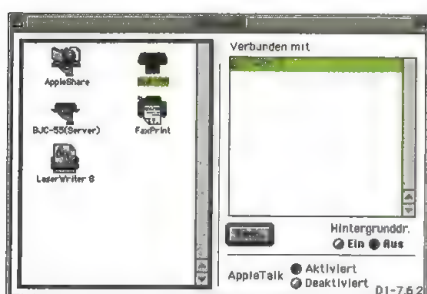 Verbunden mit
AppleShare
BJC-55(Server)
FaxPrint
LaserWriter 8
Hintergrunddr.
Ein Aus
AppleTalk
Aktiviert
Deaktiviert
D1-7.6.2